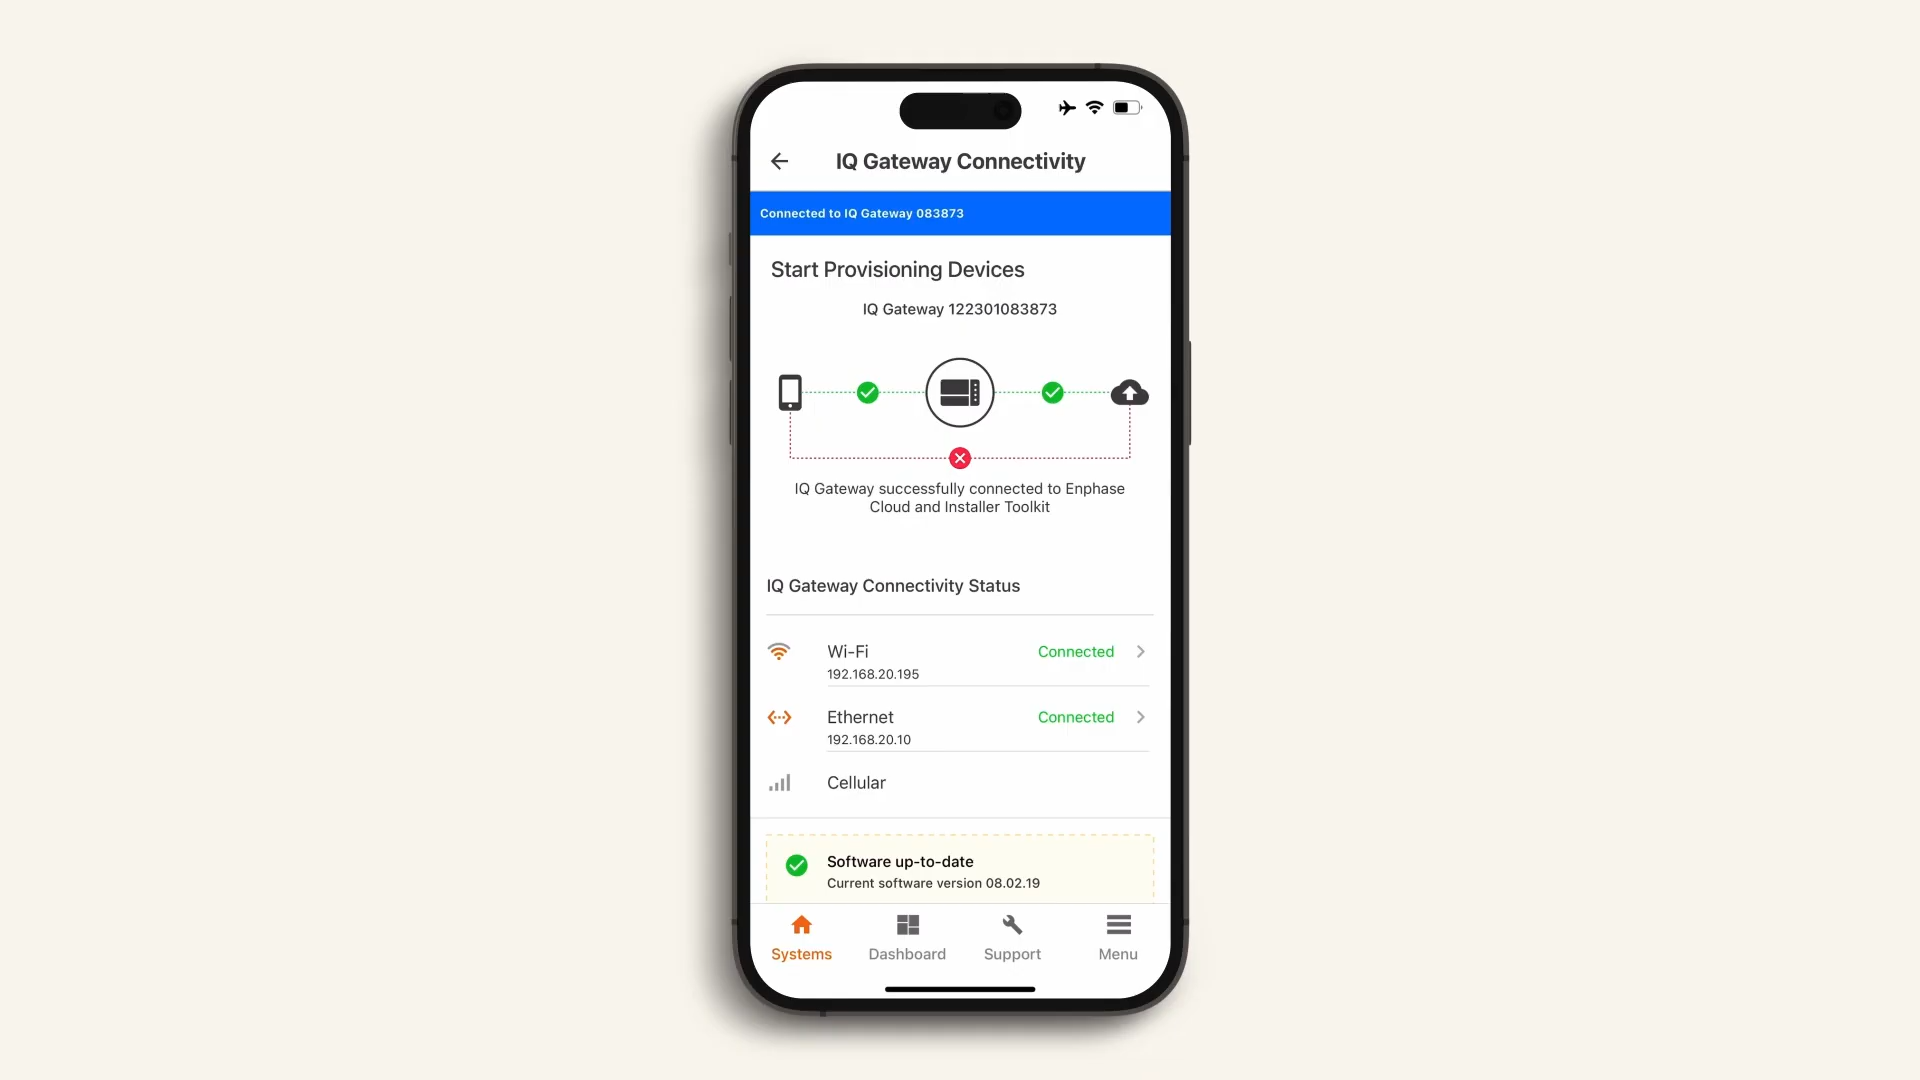 IQ Gateway Connectivity
Connected to IQ Gateway 083873
Start Provisioning Devices
IQ Gateway 122301083873
IQ Gateway successfully connected to Enphase
Cloud and Installer Toolkit
IQ Gateway Connectivity Status
Wi-Fi
Connected
192.168.20.195
Ethernet
Connected
192.168.20.10
Cellular
Software up-to-date
Current software version 08.02.19
Systems
Dashboard
Support
Menu